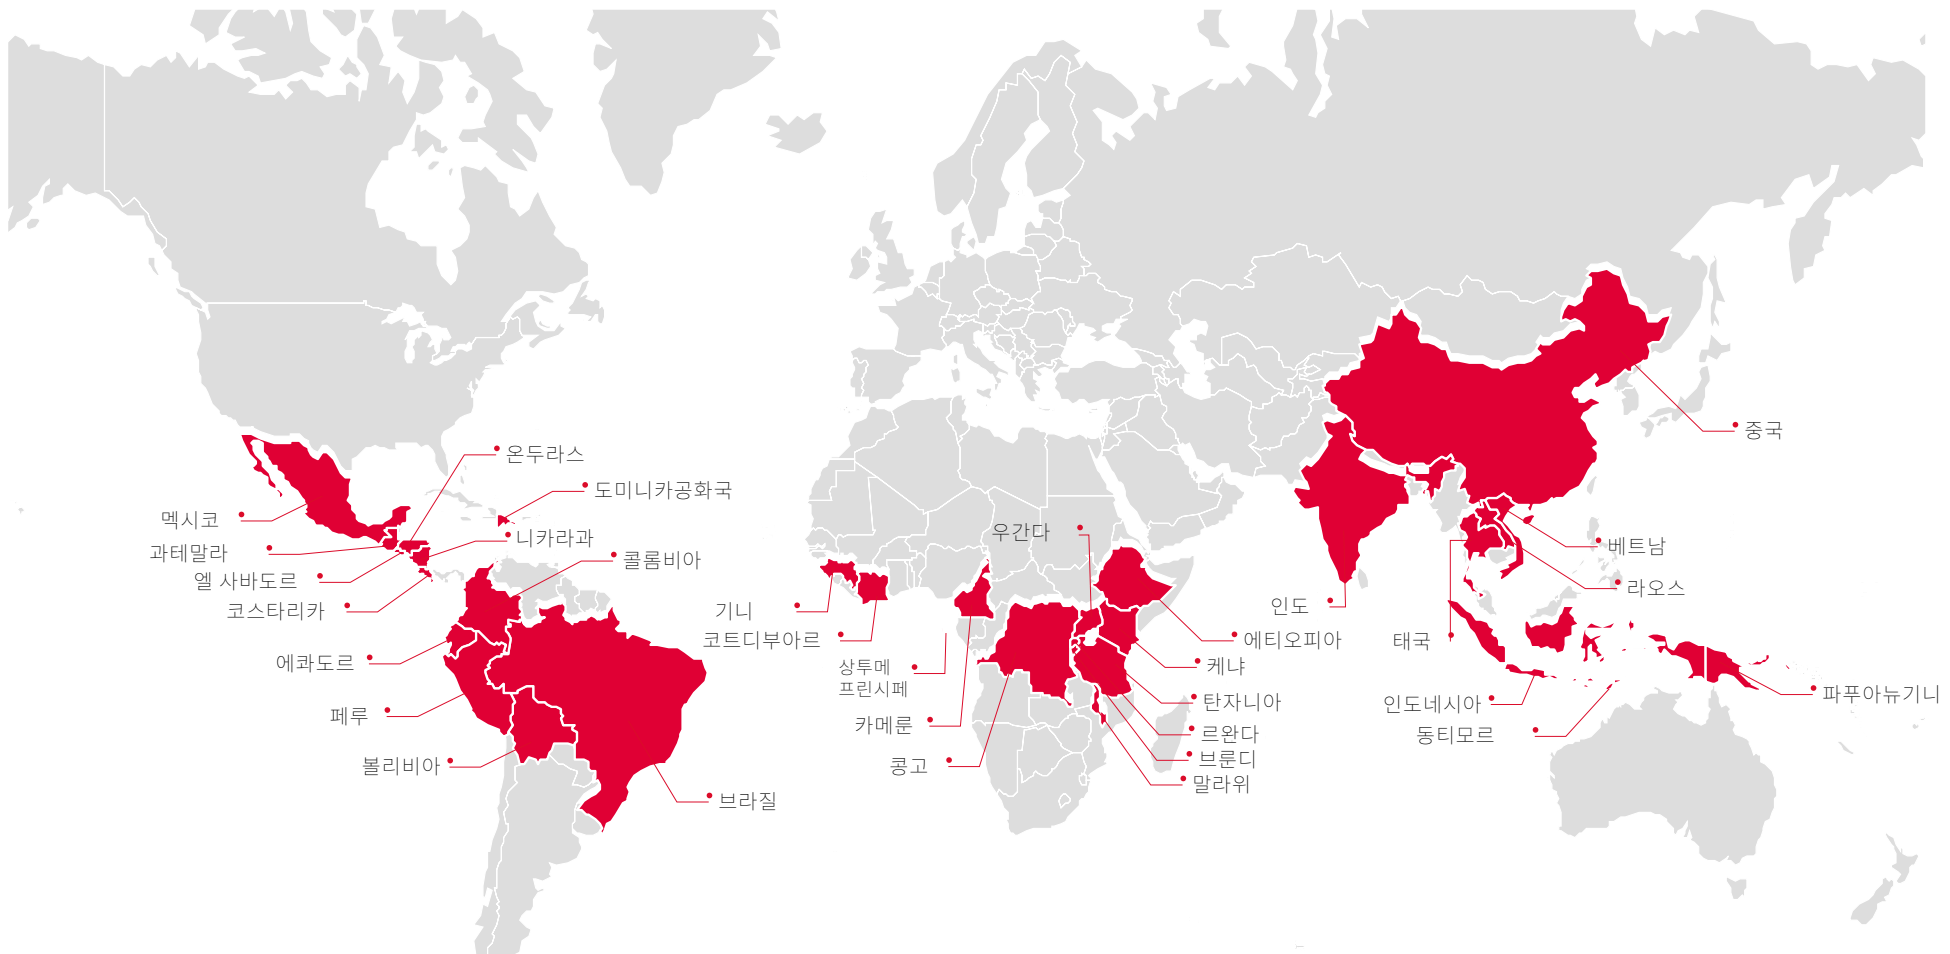 온두라스
도미니카공화국
멕시코
니카라과
과테말라
콜롬비아
엘 사바도르
코스타리카
에콰도르
페루
볼리비아
브라질
우간다
기니
코트디부아르
상투메
프린시페
카메룬
콩고
에티오피아
케냐
탄자니아
르완다
브룬디
말라위
중국
베트남
라오스
인도
태국
인도네시아
동티모르
파푸아뉴기니